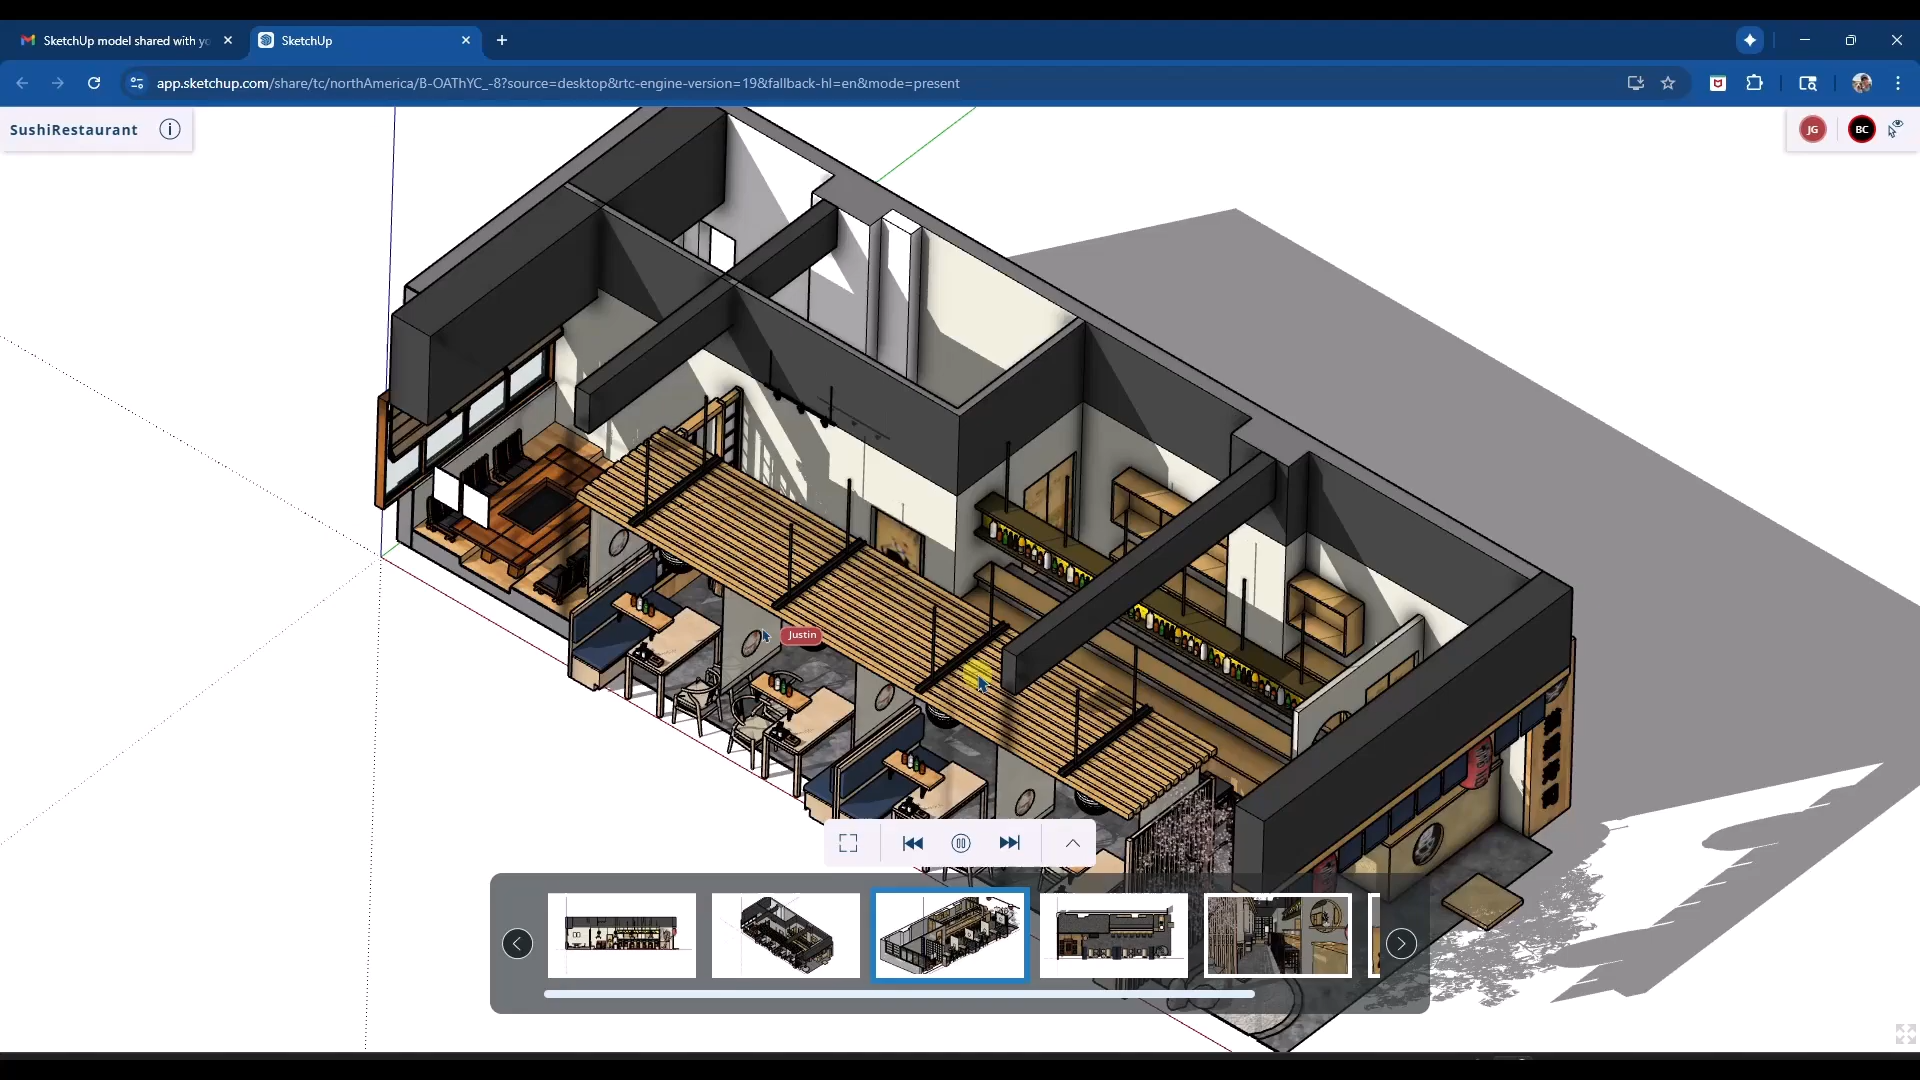 SketchUp model shared with yo
SketchUp
app.sketchup.com/share/tc/northAmerica/B-OAThYC_-8?source=desktop&rtc-engine-version=19&fallback-hl=en&mode=present
SushiRestaurant
JG
BC
Justin